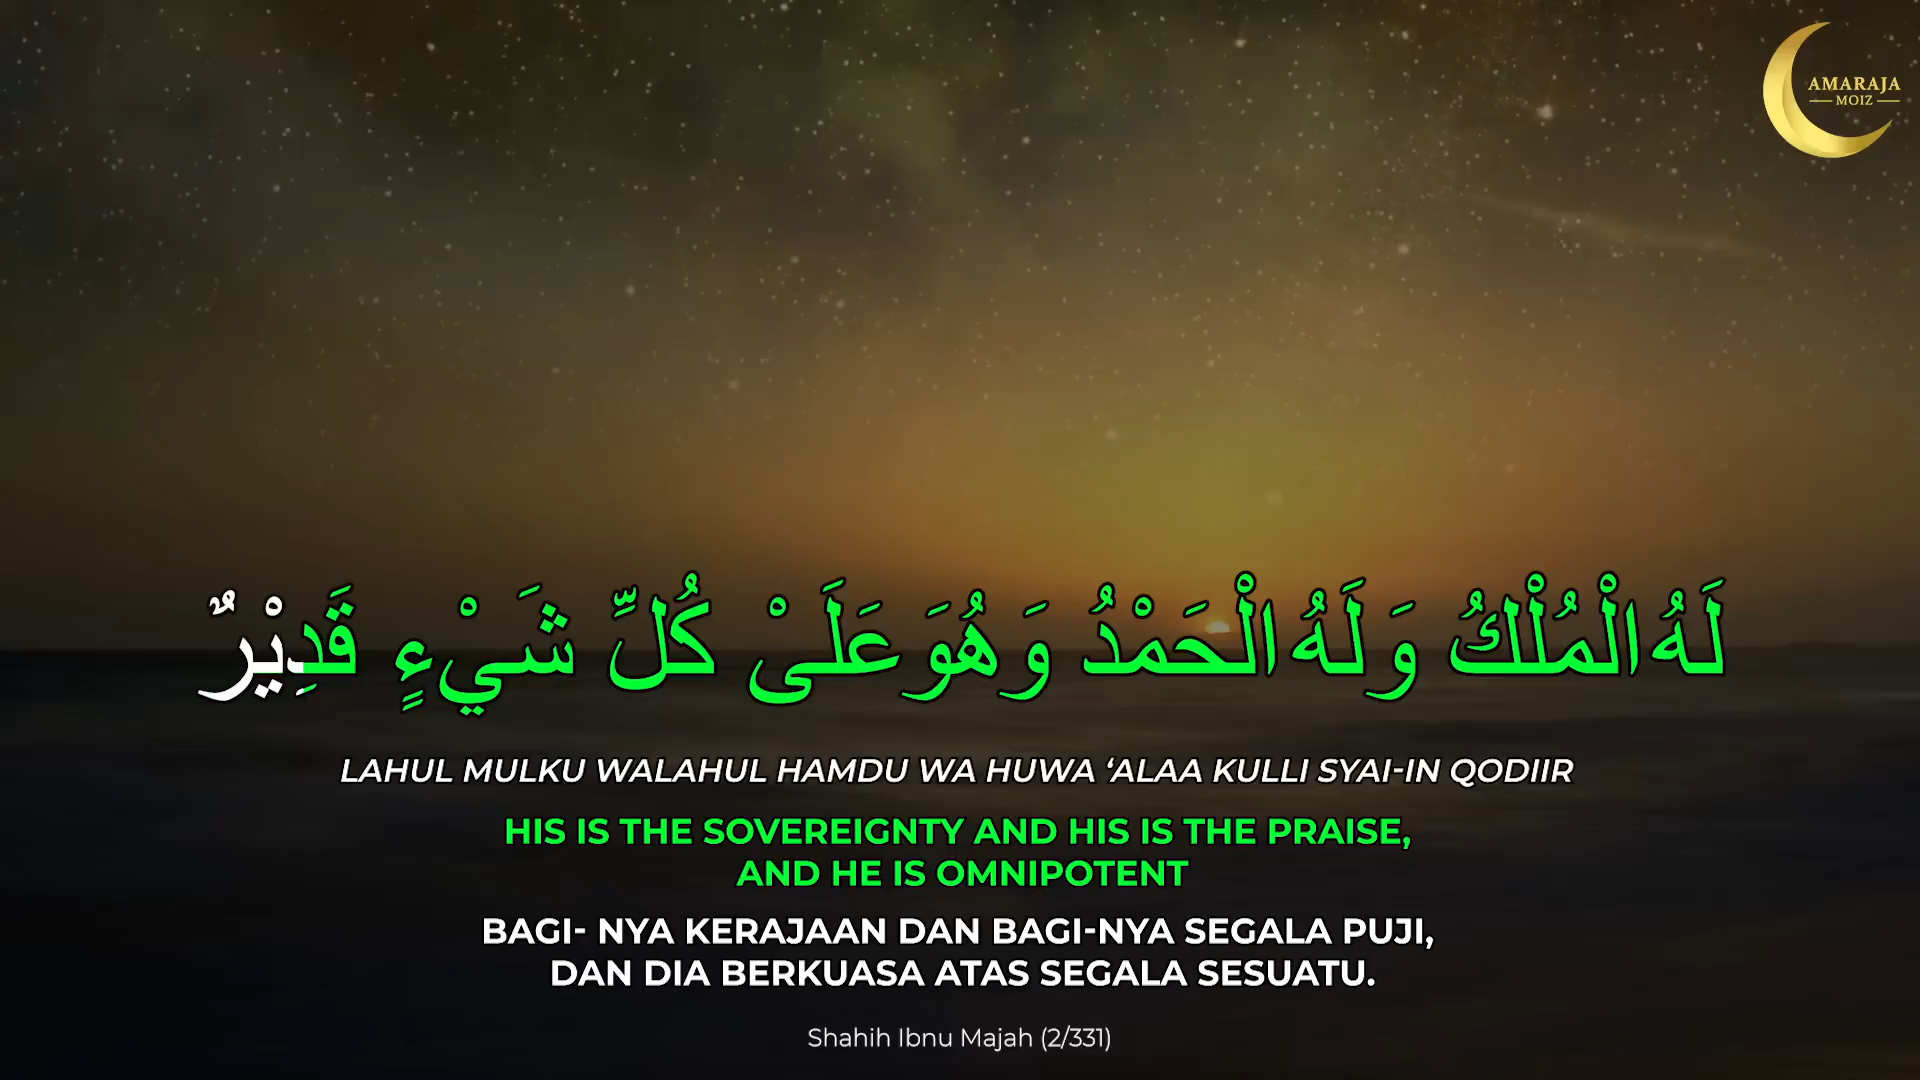 AMARAJA
MOIZ
لَهُ الْمُلْكُ وَ لَهُ الْحَمْدُ وَ هُوَ عَلَىْ كُلِّ شَيْءٍ قَدِيْرٌ
LAHUL MULKU WALAHUL HAMDU WA HUWA ‘ALAA KULLI SYAI-IN QODIIR
HIS IS THE SOVEREIGNTY AND HIS IS THE PRAISE,
AND HE IS OMNIPOTENT
BAGI- NYA KERAJAAN DAN BAGI-NYA SEGALA PUJI,
DAN DIA BERKUASA ATAS SEGALA SESUATU.
Shahih Ibnu Majah (2/331)